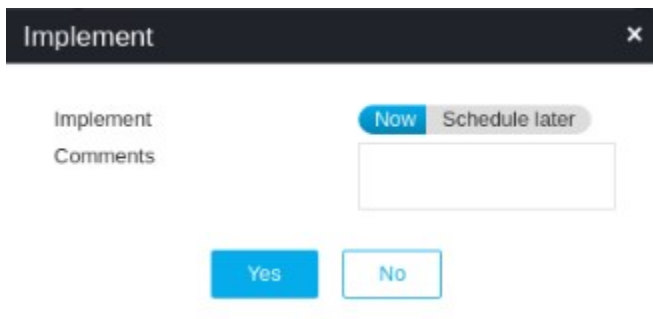 Implement ×
Implement Now Schedule later
Comments
Yes No